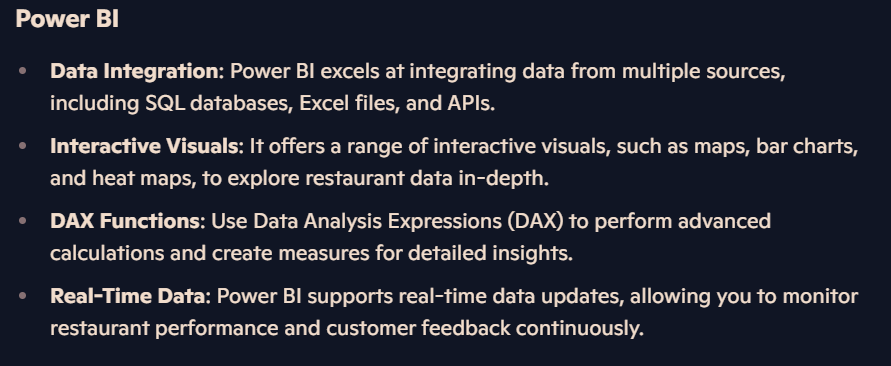 Power BI
• Data Integration: Power BI excels at integrating data from multiple sources,
including SQL databases, Excel files, and APIs.
• Interactive Visuals: It offers a range of interactive visuals, such as maps, bar charts,
and heat maps, to explore restaurant data in-depth.
• DAX Functions: Use Data Analysis Expressions (DAX) to perform advanced
calculations and create measures for detailed insights.
• Real-Time Data: Power BI supports real-time data updates, allowing you to monitor
restaurant performance and customer feedback continuously.